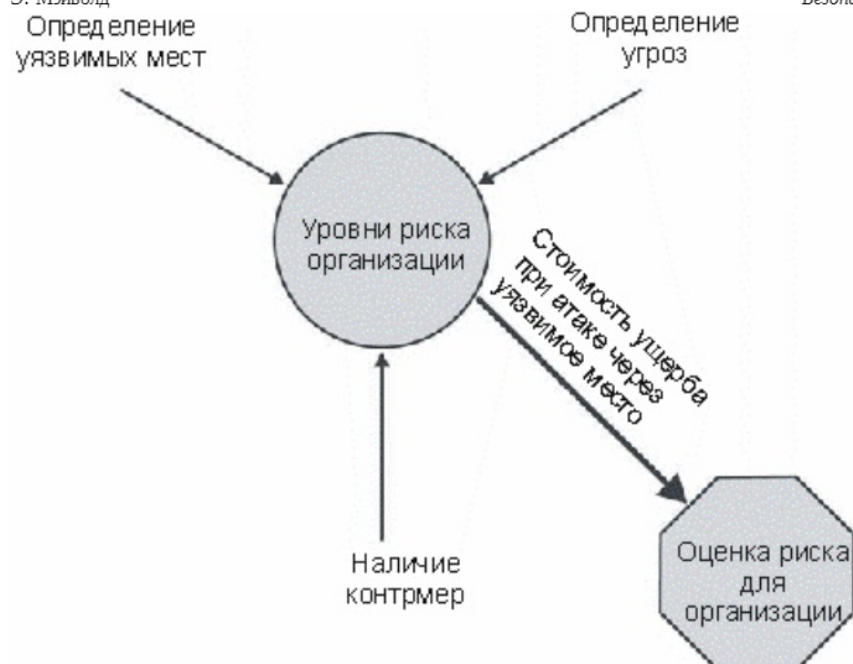 Э. Мэйволд
Определение
уязвимых мест
Определение
угроз
Уровни риска
организации
Стоимость ущерба
при атаке через
уязвимое место
Наличие
контрмер
Оценка риска
для
организации